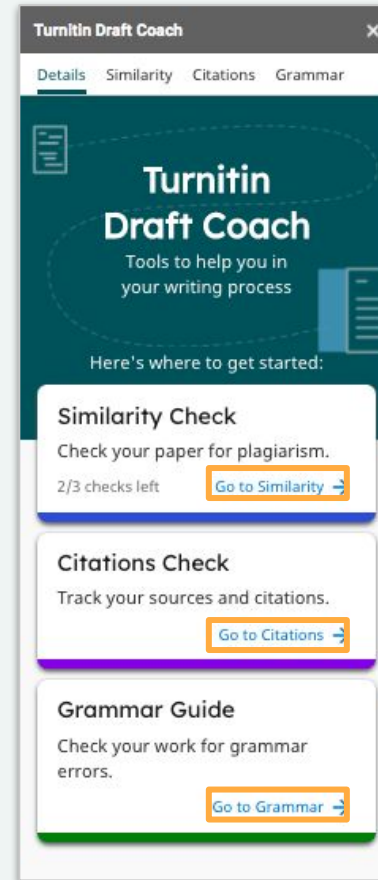 Turnitin Draft Coach
Details Similarity Citations Grammar
Turnitin
Draft Coach
Tools to help you in
your writing process
Here's where to get started:
Similarity Check
Check your paper for plagiarism.
2/3 checks left Go to Similarity →
Citations Check
Track your sources and citations.
Go to Citations →
Grammar Guide
Check your work for grammar
errors.
Go to Grammar →